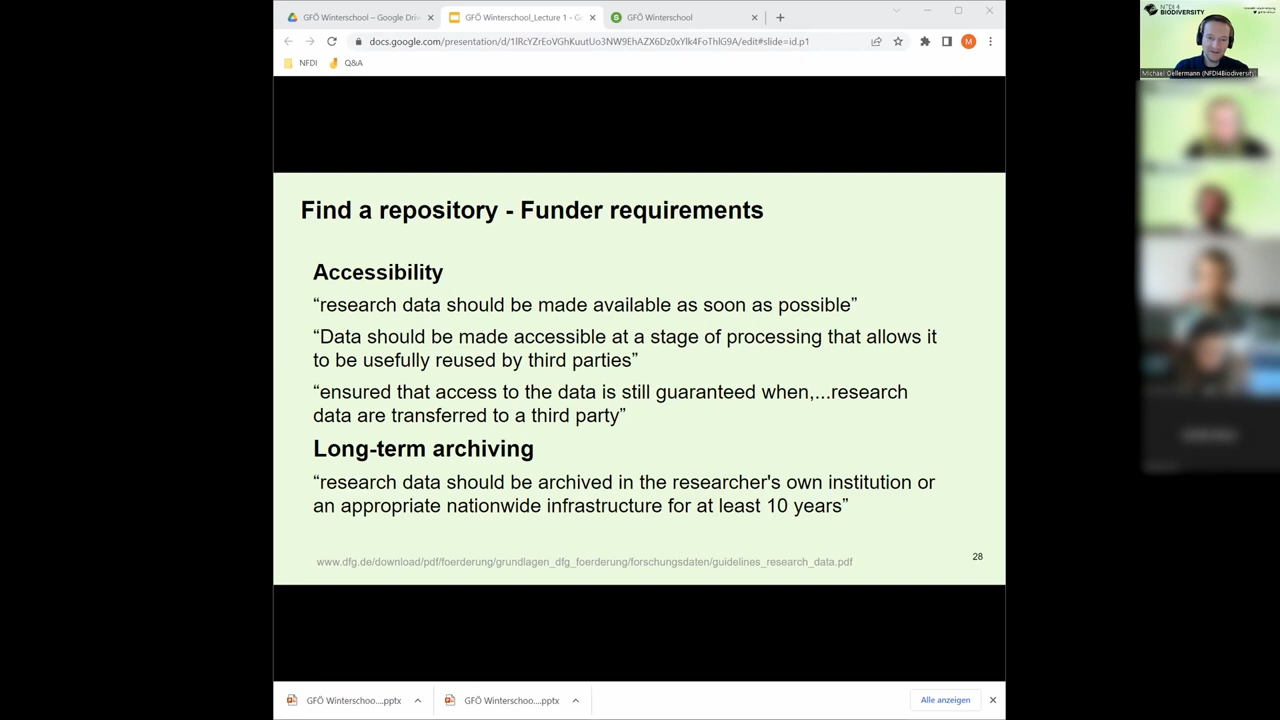 GFÖ Winterschool – Google Driv
GFÖ Winterschool_Lecture 1 - Go
GFÖ Winterschool
docs.google.com/presentation/d/1lRcYZrEoVGhKuutUo3NW9EhAZX6Dz0xYlk4FoThlG9A/edit#slide=id.p1
M
NFDI
Q&A
Find a repository - Funder requirements
Accessibility
“research data should be made available as soon as possible”
“Data should be made accessible at a stage of processing that allows it
to be usefully reused by third parties”
“ensured that access to the data is still guaranteed when,...research
data are transferred to a third party”
Long-term archiving
“research data should be archived in the researcher's own institution or
an appropriate nationwide infrastructure for at least 10 years”
www.dfg.de/download/pdf/foerderung/grundlagen_dfg_foerderung/forschungsdaten/guidelines_research_data.pdf
28
GFÖ Winterschoo....pptx
GFÖ Winterschoo....pptx
Alle anzeigen
NFDI 4
BIODIVERSITY
Michael Gellermann (NFDI4Biodiversity)